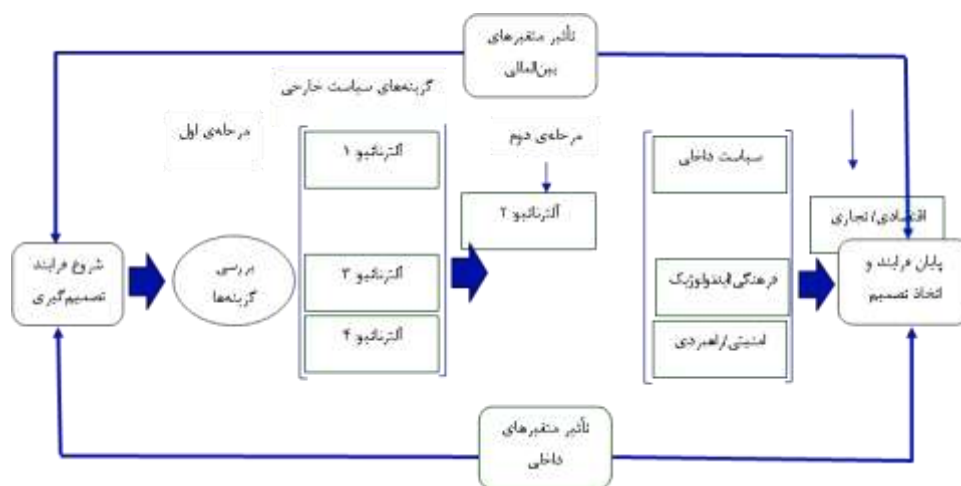 تأثیر متغیرهای
بین‌المللی
گزینه‌های سیاست خارجی
مرحله‌ی اول
مرحله‌ی دوم
آلترناتیو ۱
سیاست داخلی
آلترناتیو ۲
اقتصادی/تجاری
شروع فرایند
تصمیم‌گیری
بررسی
گزینه‌ها
آلترناتیو ۳
فرهنگی/ایدئولوژیک
پایان فرایند و
اتخاذ تصمیم
آلترناتیو ۴
امنیتی/راهبردی
تأثیر متغیرهای
داخلی